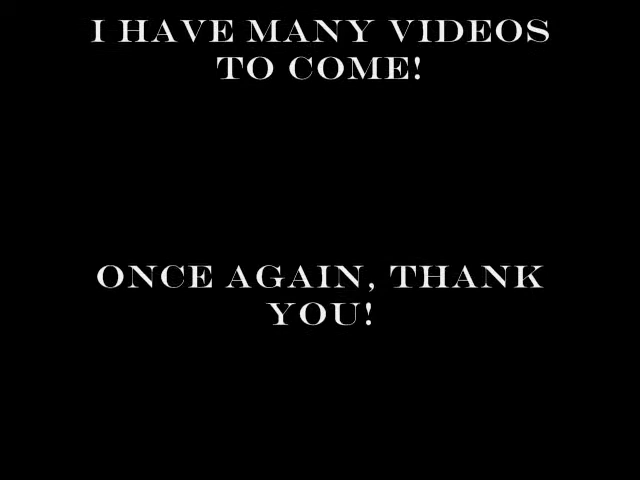 I HAVE MANY VIDEOS
TO COME!
ONCE AGAIN, THANK
YOU!